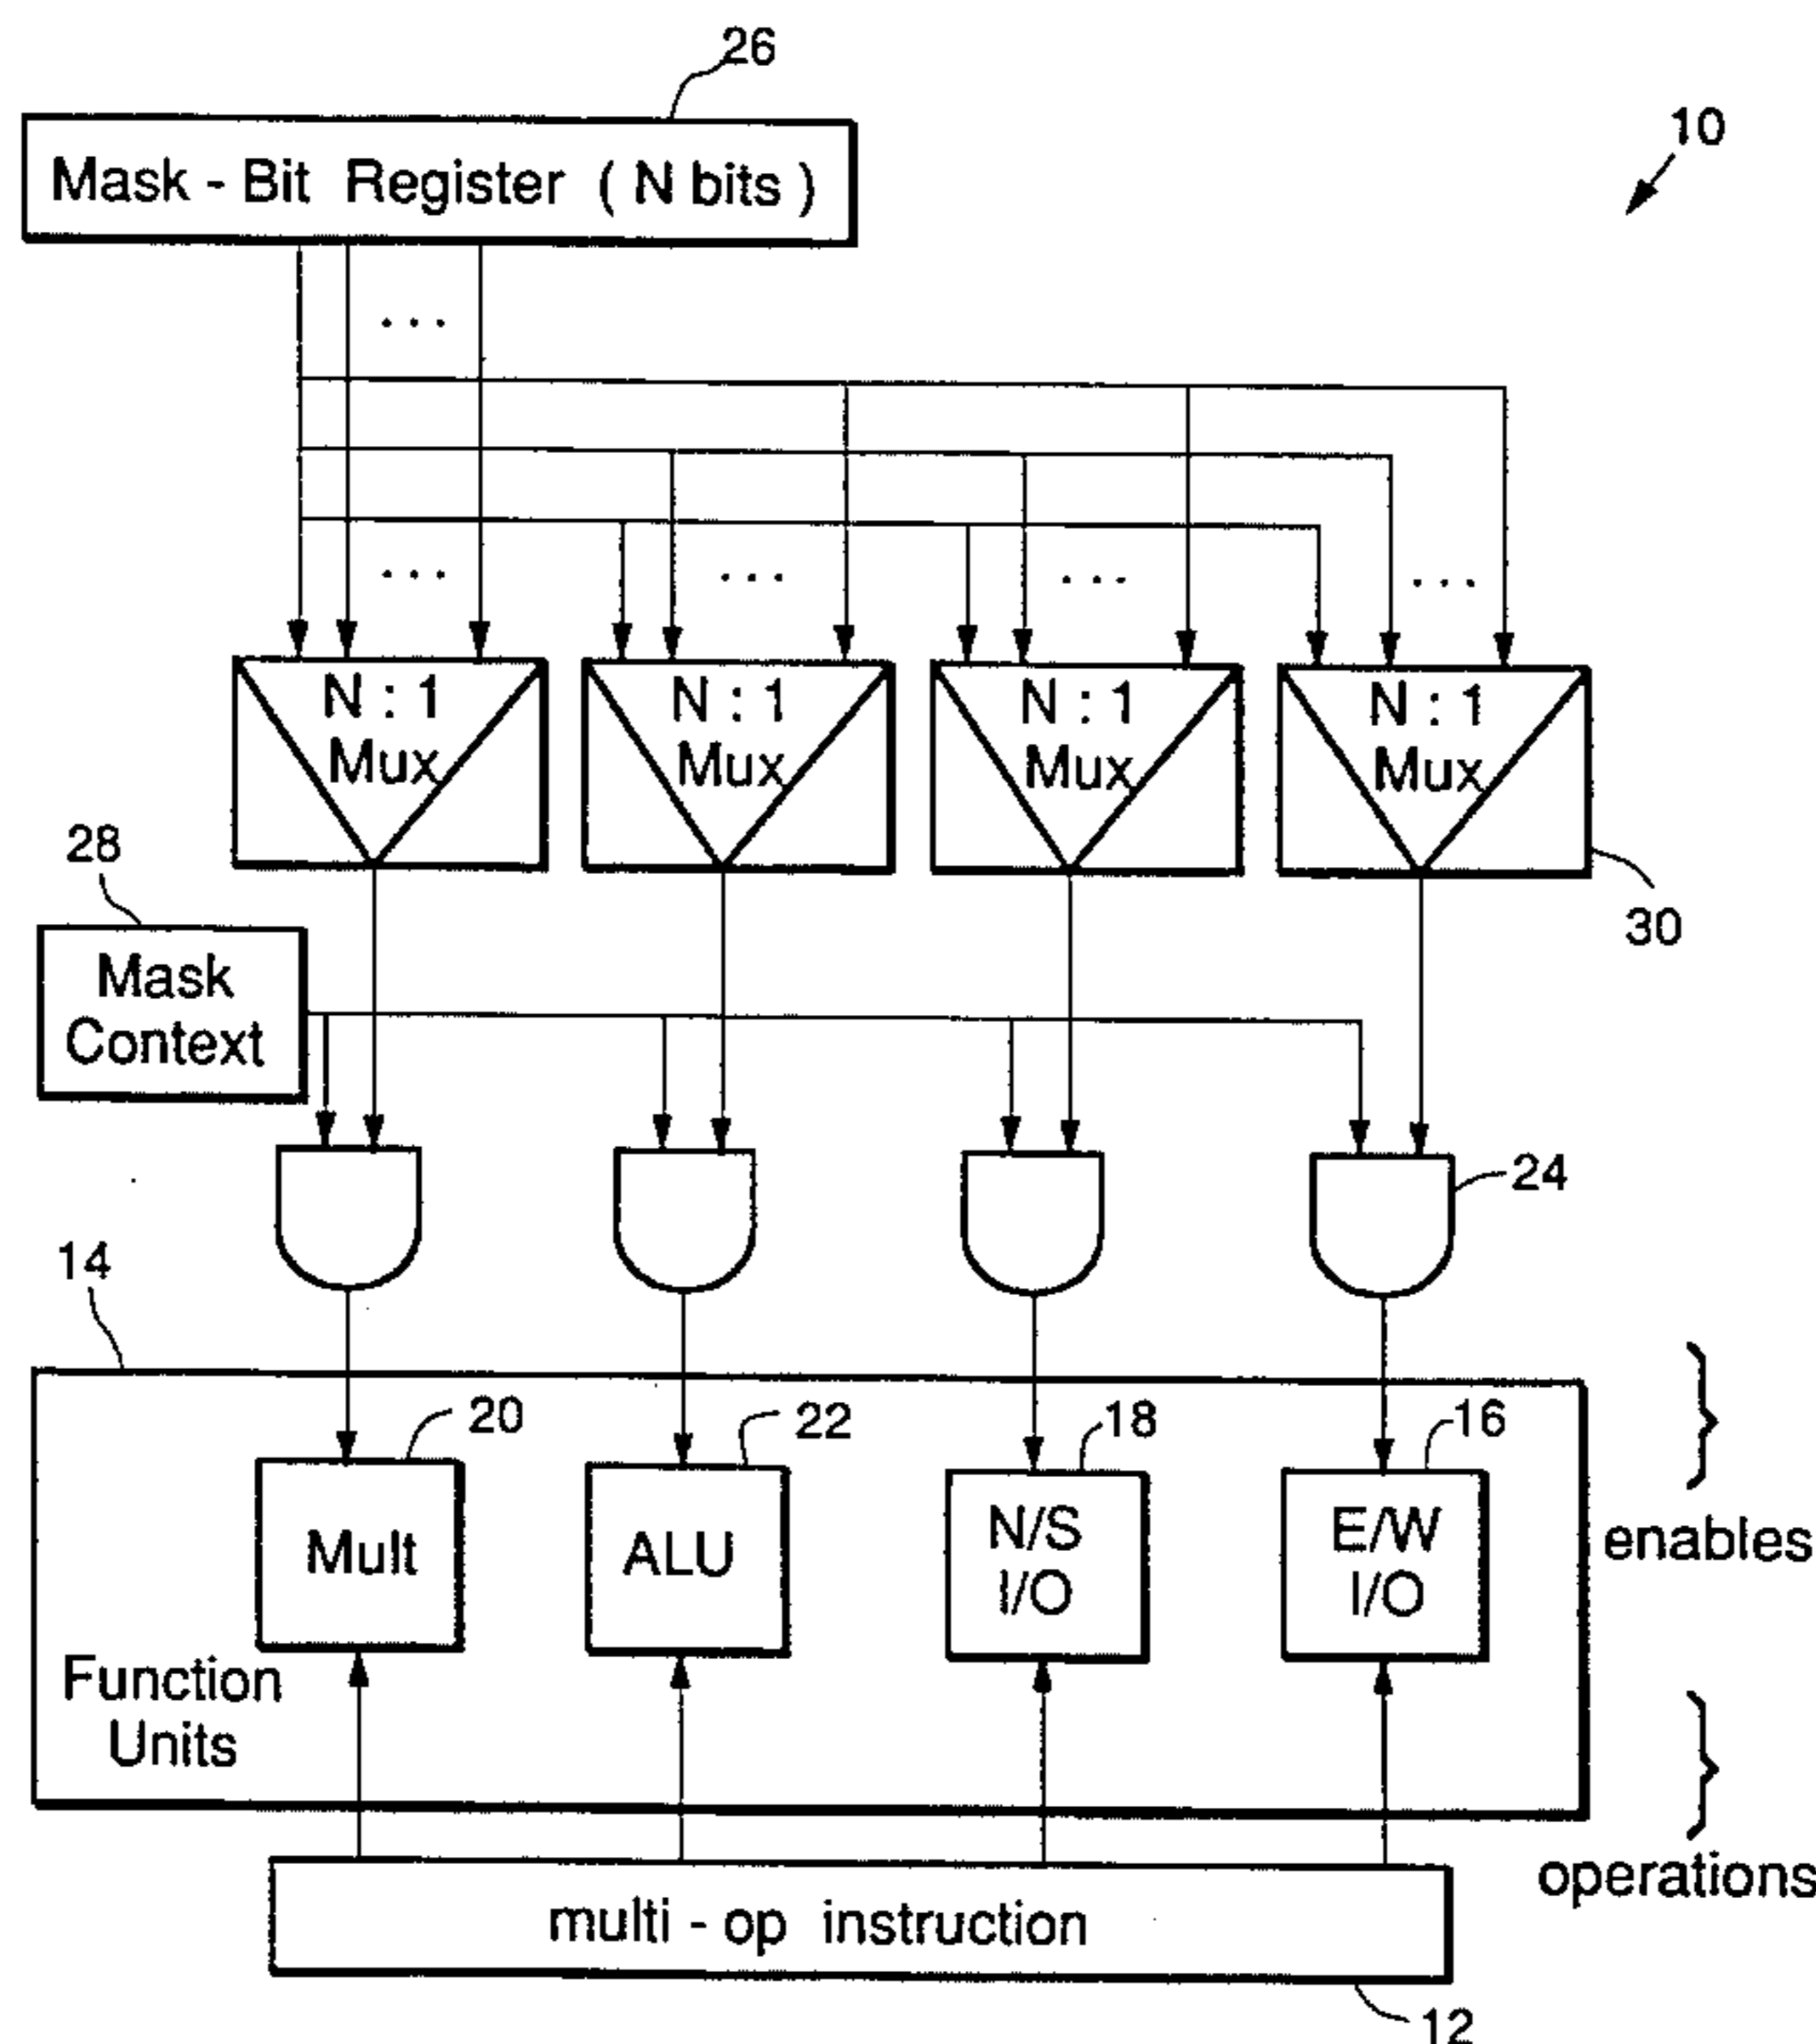 26
10
Mask - Bit Register ( N bits )
...
... ... ... ...
N : 1 N : 1 N : 1 N : 1
Mux Mux Mux Mux
28
30
Mask
Context
24
14
20 22 18 16
Mult ALU N/S E/W
I/O I/O
enables
Function
Units
operations
multi - op instruction
12